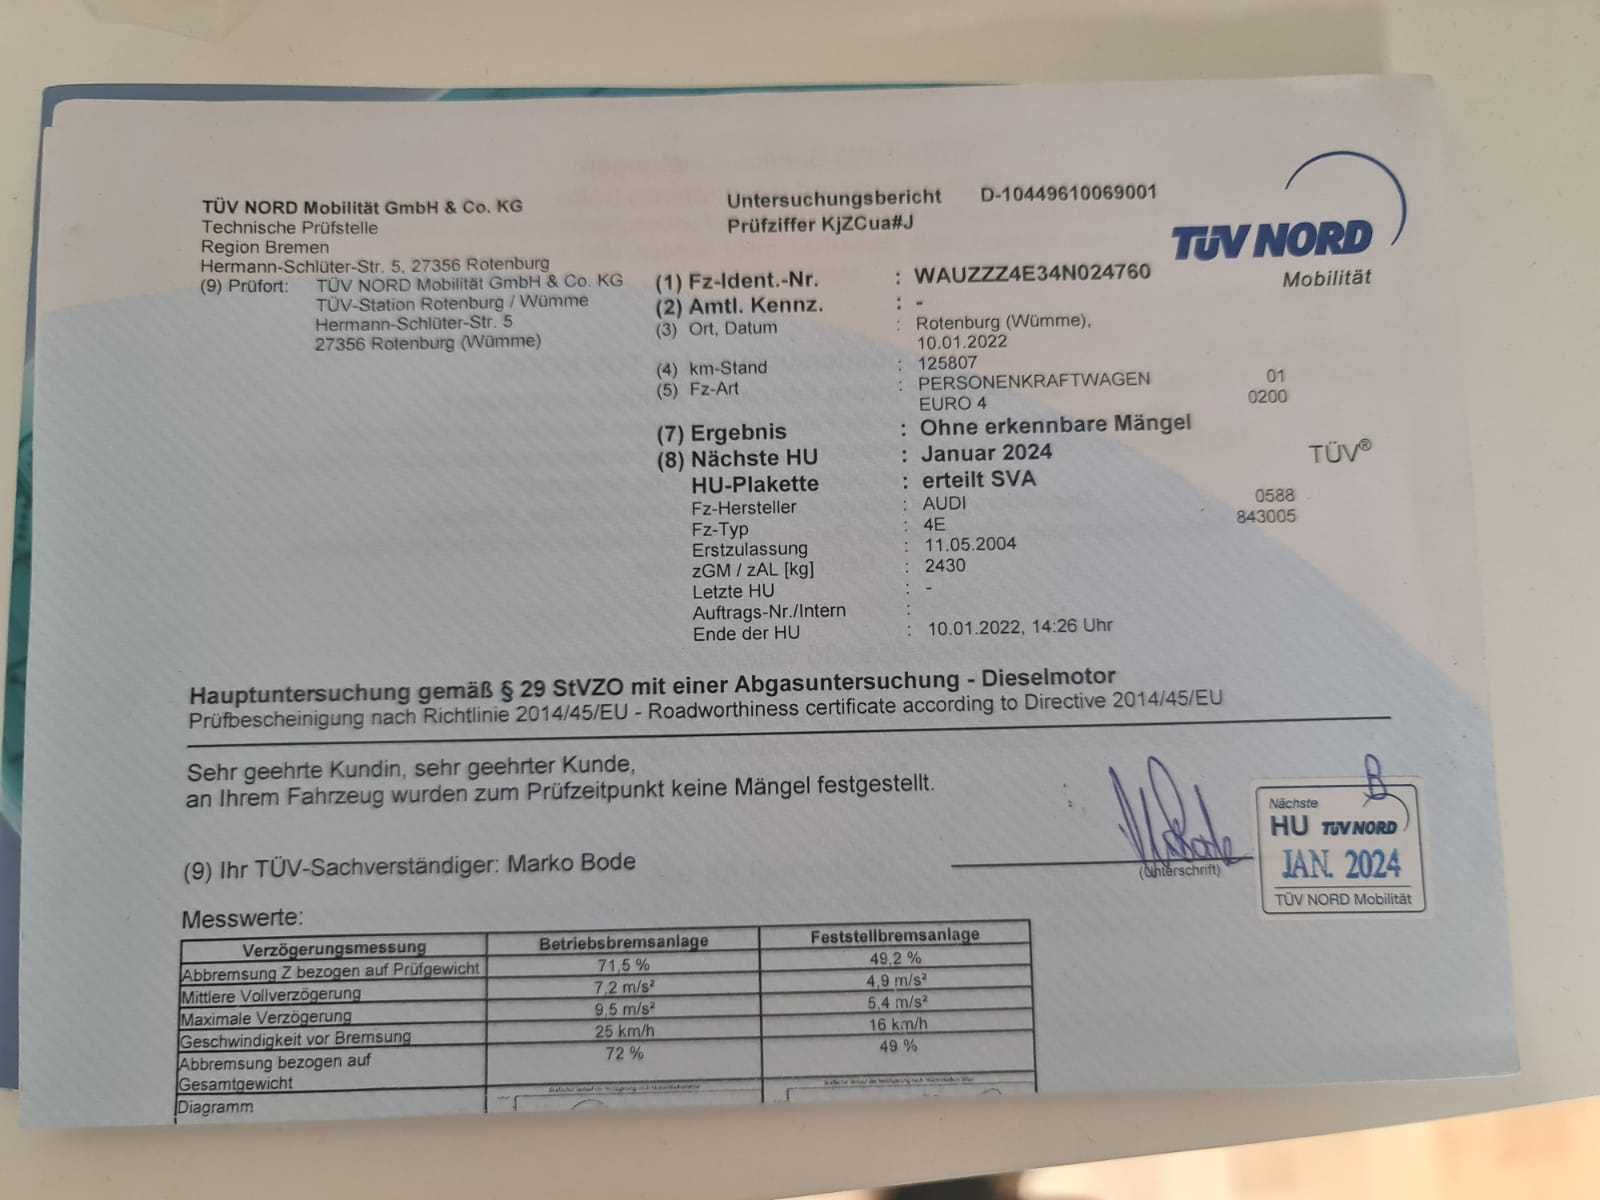 TÜV NORD Mobilität GmbH & Co. KG
Technische Prüfstelle
Region Bremen
Hermann-Schlüter-Str. 5, 27356 Rotenburg
(9) Prüfort: TÜV NORD Mobilität GmbH & Co. KG
TÜV-Station Rotenburg / Wümme
Hermann-Schlüter-Str. 5
27356 Rotenburg (Wümme)
Untersuchungsbericht D-10449610069001
Prüfziffer KjZCua#J
TÜV NORD
Mobilität
(1) Fz-Ident.-Nr. : WAUZZZ4E34N024760
(2) Amtl. Kennz. : -
(3) Ort, Datum : Rotenburg (Wümme),
10.01.2022
(4) km-Stand : 125807
(5) Fz-Art : PERSONENKRAFTWAGEN 01
EURO 4 0200
(7) Ergebnis : Ohne erkennbare Mängel
(8) Nächste HU : Januar 2024 TÜV®
HU-Plakette : erteilt SVA
Fz-Hersteller : AUDI 0588
Fz-Typ : 4E 843005
Erstzulassung : 11.05.2004
zGM / zAL [kg] : 2430
Letzte HU : -
Auftrags-Nr./Intern :
Ende der HU : 10.01.2022, 14:26 Uhr
Hauptuntersuchung gemäß § 29 StVZO mit einer Abgasuntersuchung - Dieselmotor
Prüfbescheinigung nach Richtlinie 2014/45/EU - Roadworthiness certificate according to Directive 2014/45/EU
Sehr geehrte Kundin, sehr geehrter Kunde,
an Ihrem Fahrzeug wurden zum Prüfzeitpunkt keine Mängel festgestellt.
(9) Ihr TÜV-Sachverständiger: Marko Bode
(Unterschrift)
B
Nächste
HU TÜV NORD
JAN. 2024
TÜV NORD Mobilität
Messwerte:
Verzögerungsmessung Betriebsbremsanlage Feststellbremsanlage
Abbremsung Z bezogen auf Prüfgewicht 71,5 % 49,2 %
Mittlere Vollverzögerung 7,2 m/s² 4,9 m/s²
Maximale Verzögerung 9,5 m/s² 5,4 m/s²
Geschwindigkeit vor Bremsung 25 km/h 16 km/h
Abbremsung bezogen auf 72 % 49 %
Gesamtgewicht
Diagramm